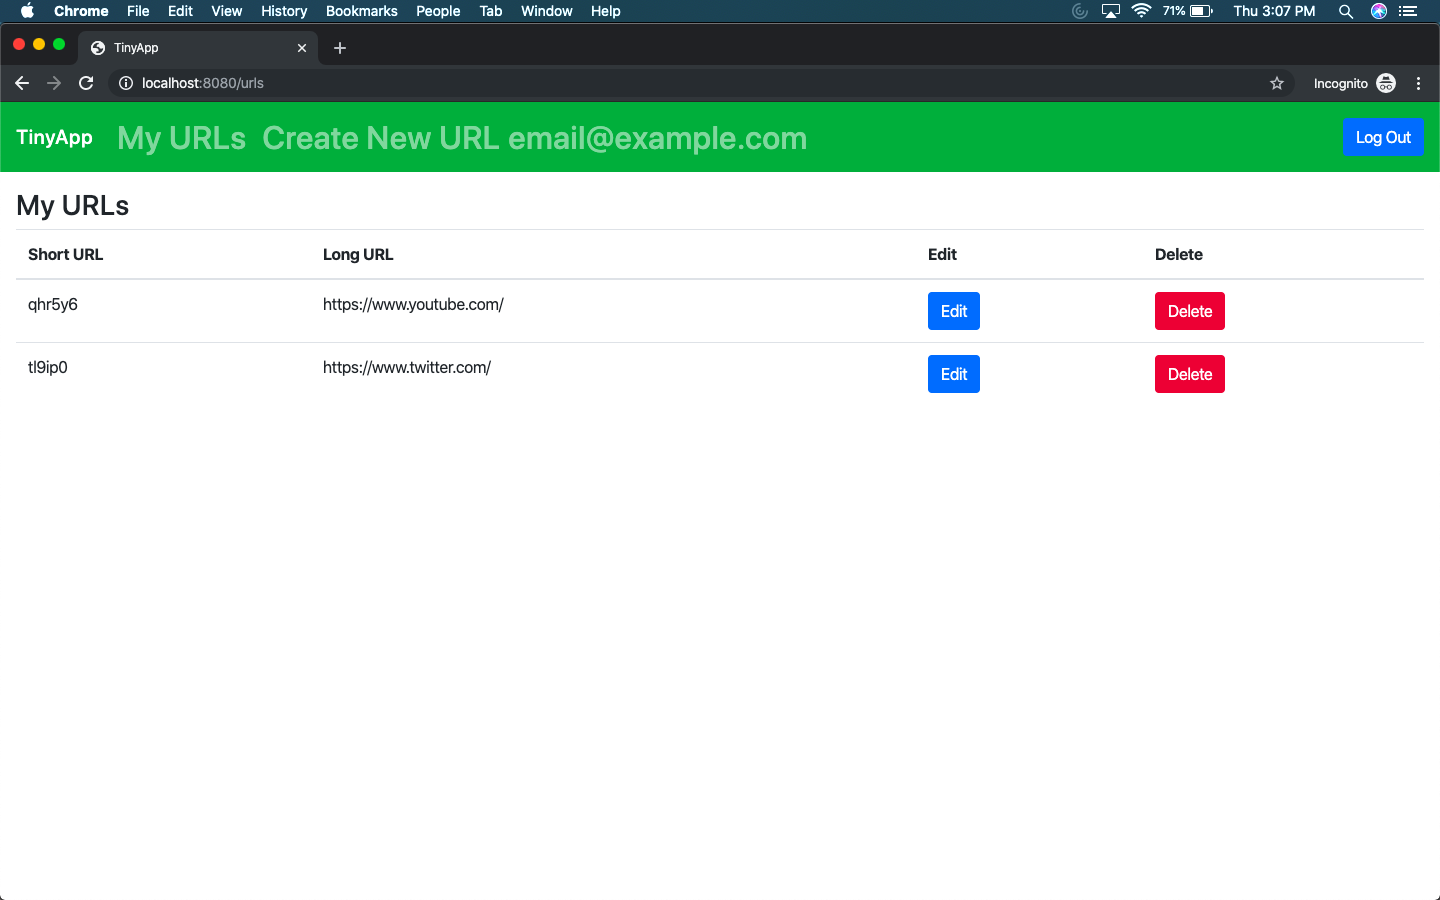 Chrome File Edit View History Bookmarks People Tab Window Help 71% Thu 3:07 PM
TinyApp
localhost:8080/urls Incognito
TinyApp My URLs Create New URL email@example.com Log Out
My URLs
Short URL Long URL Edit Delete
qhr5y6 https://www.youtube.com/ Edit Delete
tl9ip0 https://www.twitter.com/ Edit Delete